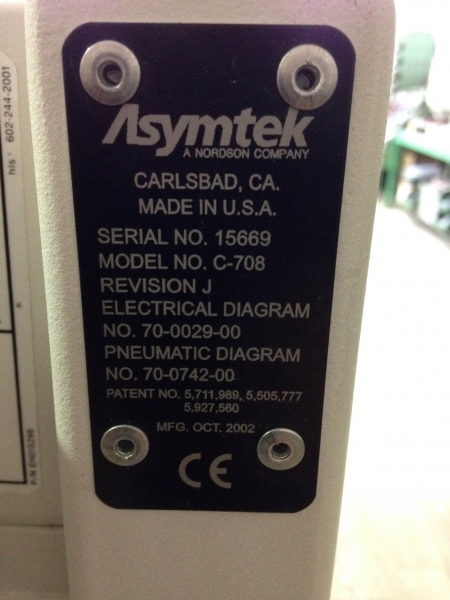 Asymtek
A NORDSON COMPANY
CARLSBAD, CA.
MADE IN U.S.A.
SERIAL NO. 15669
MODEL NO. C-708
REVISION J
ELECTRICAL DIAGRAM
NO. 70-0029-00
PNEUMATIC DIAGRAM
NO. 70-0742-00
PATENT NO. 5,711,989, 5,505,777
5,927,560
MFG. OCT. 2002
CE
hls - 602-244-2001